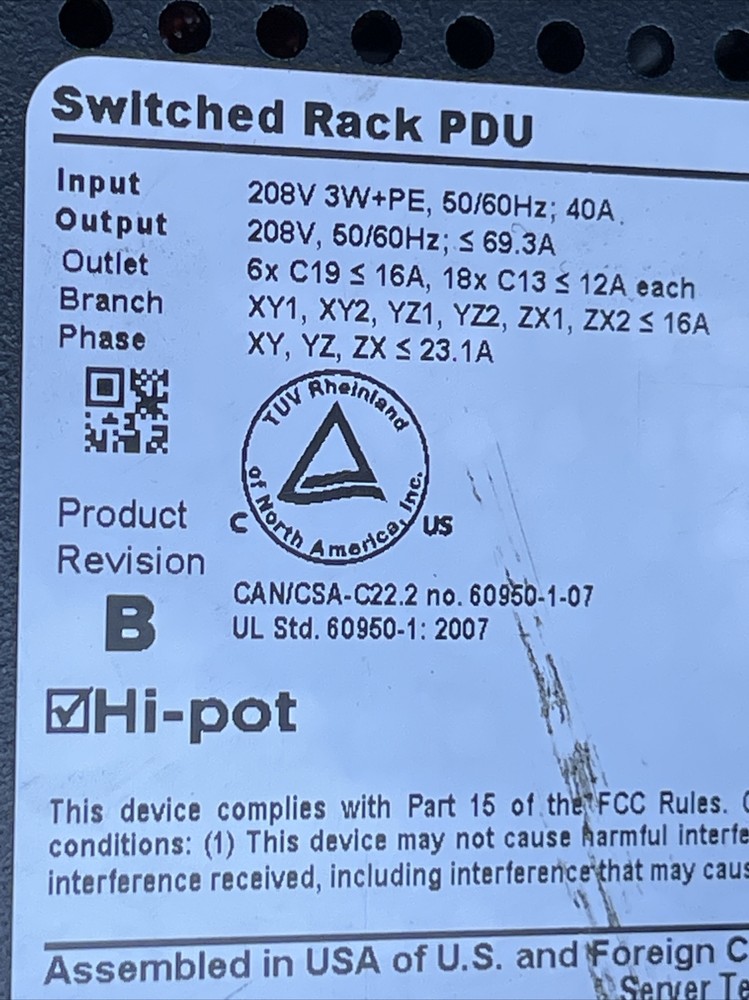 Switched Rack PDU
Input 208V 3W+PE, 50/60Hz; 40A
Output 208V, 50/60Hz; ≤ 69.3A
Outlet 6x C19 ≤ 16A, 18x C13 ≤ 12A each
Branch XY1, XY2, YZ1, YZ2, ZX1, ZX2 ≤ 16A
Phase XY, YZ, ZX ≤ 23.1A
TUV Rheinland
of North America, Inc.
C US
Product
Revision
B
CAN/CSA-C22.2 no. 60950-1-07
UL Std. 60950-1: 2007
☑Hi-pot
This device complies with Part 15 of the FCC Rules.
conditions: (1) This device may not cause harmful
interference received, including interference that may
Assembled in USA of U.S. and Foreign
Server